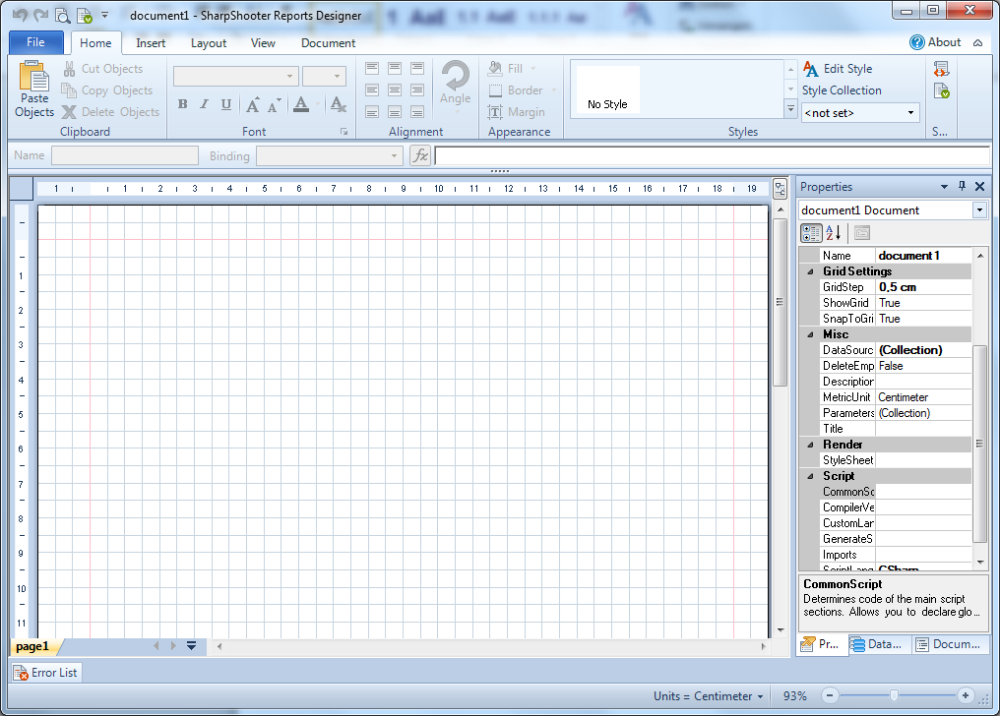 document1 - SharpShooter Reports Designer
File Home Insert Layout View Document About
Cut Objects
Copy Objects
Delete Objects
Paste
Objects
Clipboard
B I U A A A A
Font
Angle
Alignment
Fill
Border
Margin
Appearance
No Style
Edit Style
Style Collection
<not set>
Styles
S...
Name Binding fx
1 1 2 3 4 5 6 7 8 9 10 11 12 13 14 15 16 17 18 19
1
2
3
4
5
6
7
8
9
10
11
Properties
document1 Document
Name document1
Grid Settings
GridStep 0,5 cm
ShowGrid True
SnapToGri True
Misc
DataSourc (Collection)
DeleteEmp False
Description
MetricUnit Centimeter
Parameters (Collection)
Title
Render
StyleSheet
Script
CommonSc
CompilerVe
CustomLar
GenerateS
Imports
ScriptLang CSharp
CommonScript
Determines code of the main script
sections. Allows you to declare glo...
Pr... Data... Docum...
page1
Error List
Units = Centimeter 93%